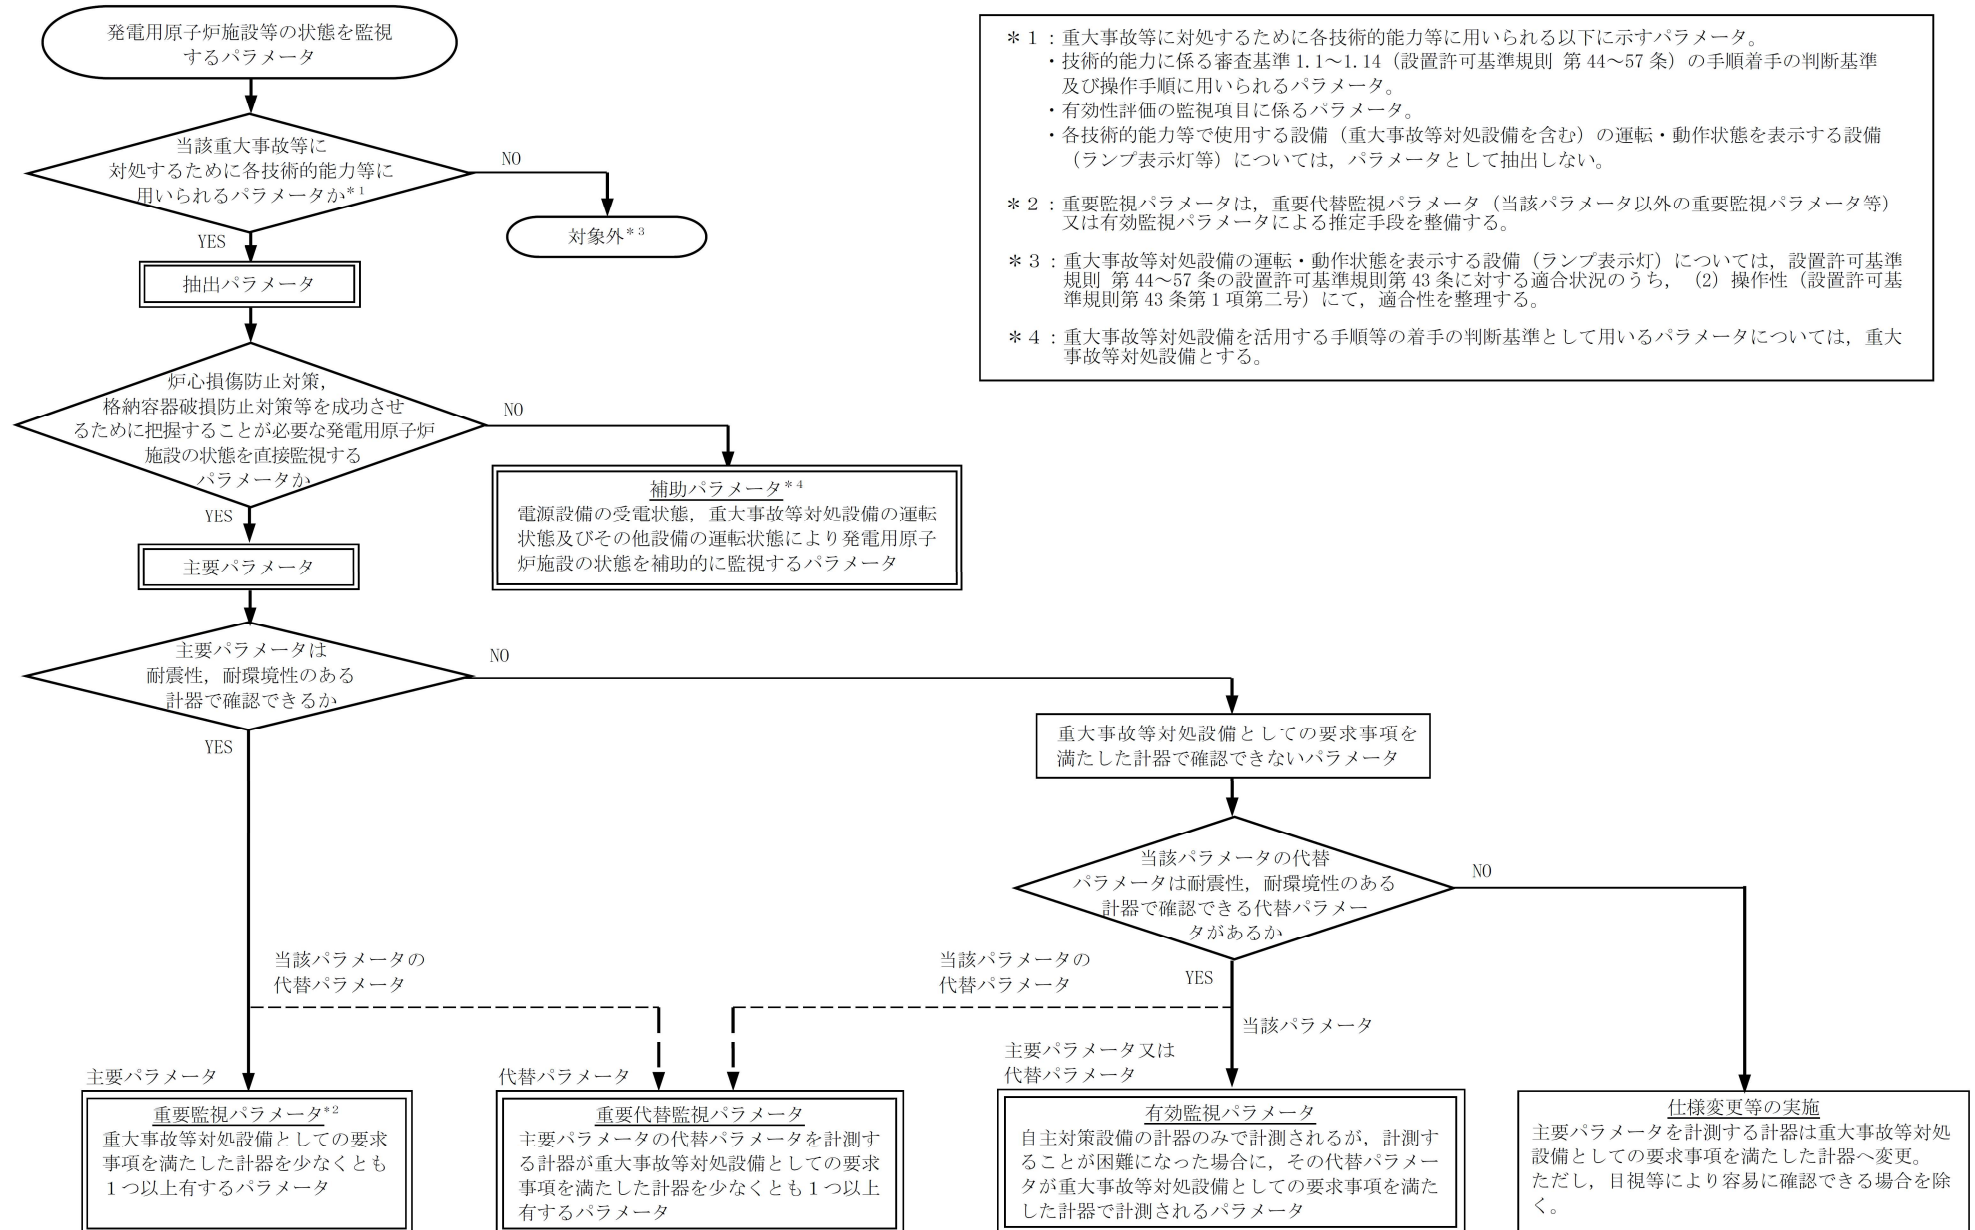 発電用原子炉施設等の状態を監視
するパラメータ
当該重大事故等に
対処するために各技術的能力等に
用いられるパラメータか＊１
NO
対象外＊３
YES
抽出パラメータ
炉心損傷防止対策，
格納容器破損防止対策等を成功させ
るために把握することが必要な発電用原子炉
施設の状態を直接監視する
パラメータか
NO
補助パラメータ＊４
電源設備の受電状態，重大事故等対処設備の運転
状態及びその他設備の運転状態により発電用原子
炉施設の状態を補助的に監視するパラメータ
YES
主要パラメータ
主要パラメータは
耐震性，耐環境性のある
計器で確認できるか
NO
YES
重大事故等対処設備としての要求事項を
満たした計器で確認できないパラメータ
当該パラメータの代替
パラメータは耐震性，耐環境性のある
計器で確認できる代替パラメー
タがあるか
NO
YES
当該パラメータの
代替パラメータ
当該パラメータの
代替パラメータ
当該パラメータ
主要パラメータ
重要監視パラメータ*2
重大事故等対処設備としての要求
事項を満たした計器を少なくとも
１つ以上有するパラメータ
代替パラメータ
重要代替監視パラメータ
主要パラメータの代替パラメータを計測す
る計器が重大事故等対処設備としての要求
事項を満たした計器を少なくとも１つ以上
有するパラメータ
主要パラメータ又は
代替パラメータ
有効監視パラメータ
自主対策設備の計器のみで計測されるが，計測す
ることが困難になった場合に，その代替パラメー
タが重大事故等対処設備としての要求事項を満た
した計器で計測されるパラメータ
仕様変更等の実施
主要パラメータを計測する計器は重大事故等対処
設備としての要求事項を満たした計器へ変更。
ただし，目視等により容易に確認できる場合を除
く。
＊１：重大事故等に対処するために各技術的能力等に用いられる以下に示すパラメータ。
・技術的能力に係る審査基準 1.1～1.14（設置許可基準規則 第 44～57 条）の手順着手の判断基準
及び操作手順に用いられるパラメータ。
・有効性評価の監視項目に係るパラメータ。
・各技術的能力等で使用する設備（重大事故等対処設備を含む）の運転・動作状態を表示する設備
（ランプ表示灯等）については，パラメータとして抽出しない。
＊２：重要監視パラメータは，重要代替監視パラメータ（当該パラメータ以外の重要監視パラメータ等）
又は有効監視パラメータによる推定手段を整備する。
＊３：重大事故等対処設備の運転・動作状態を表示する設備（ランプ表示灯）については，設置許可基準
規則 第 44～57 条の設置許可基準規則第 43 条に対する適合状況のうち，（2）操作性（設置許可基
準規則第 43 条第１項第二号）にて，適合性を整理する。
＊４：重大事故等対処設備を活用する手順等の着手の判断基準として用いるパラメータについては，重大
事故等対処設備とする。